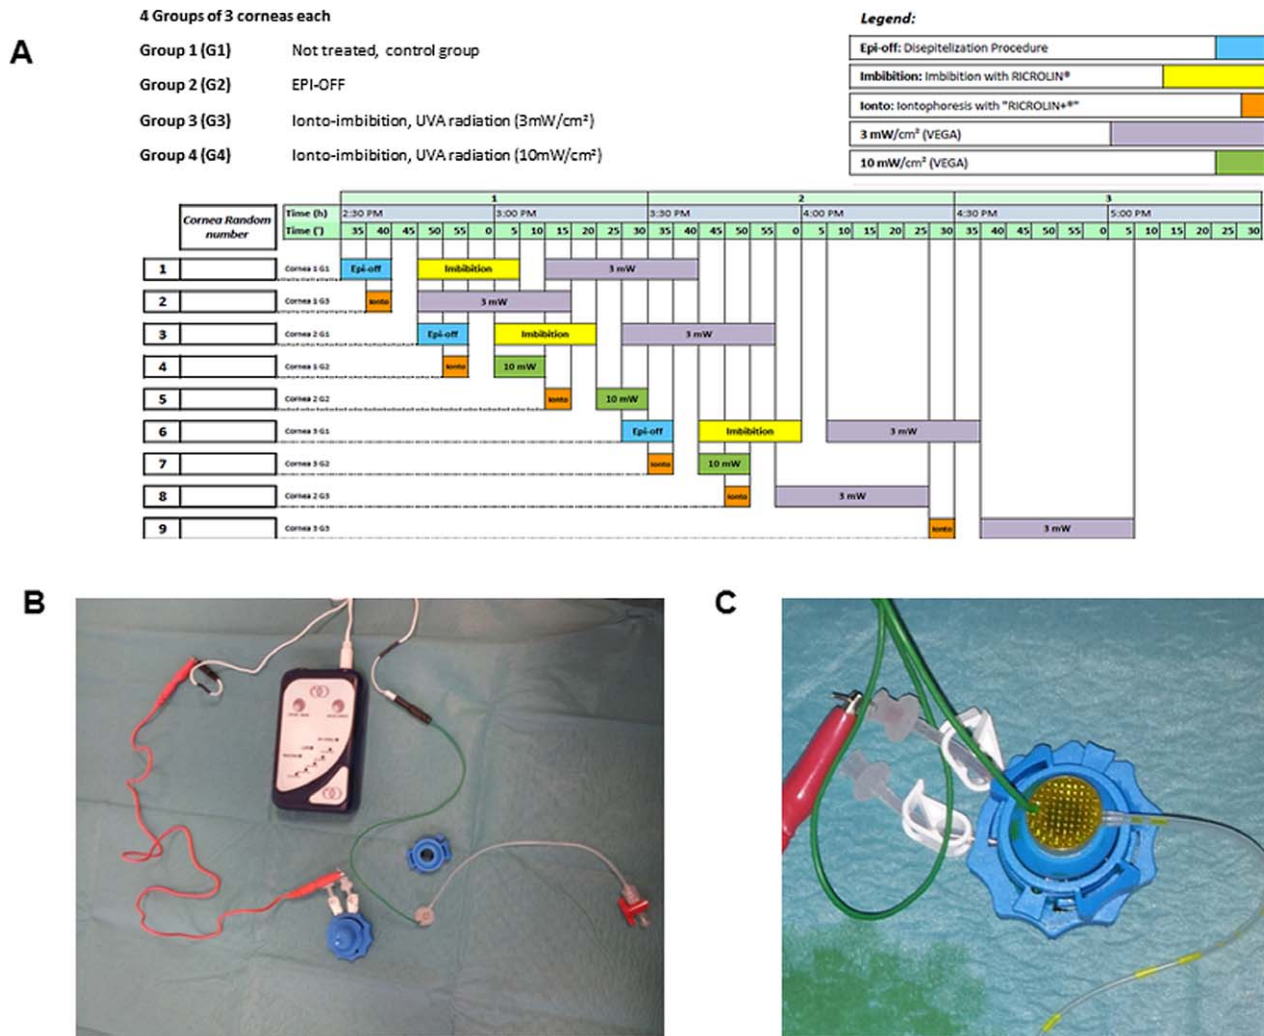 A
4 Groups of 3 corneas each
Group 1 (G1) Not treated, control group
Group 2 (G2) EPI-OFF
Group 3 (G3) Ionto-imbibition, UVA radiation (3mW/cm²)
Group 4 (G4) Ionto-imbibition, UVA radiation (10mW/cm²)
Legend:
Epi-off: Disepitelization Procedure
Imbibition: Imbibition with RICROLIN®
Ionto: Iontophoresis with "RICROLIN+®"
3 mW/cm² (VEGA)
10 mW/cm² (VEGA)
1 2 3
Cornea Random number
Time (h) 2:30 PM 3:00 PM 3:30 PM 4:00 PM 4:30 PM 5:00 PM
Time (') 35 40 45 50 55 0 5 10 15 20 25 30 35 40 45 50 55 0 5 10 15 20 25 30 35 40 45 50 55 0 5 10 15 20 25 30
1 Cornea 1 G1 Epi-off Imbibition 3 mW
2 Cornea 1 G3 Ionto 3 mW
3 Cornea 2 G1 Epi-off Imbibition 3 mW
4 Cornea 1 G2 Ionto 10 mW
5 Cornea 2 G2 Ionto 10 mW
6 Cornea 3 G1 Epi-off Imbibition 3 mW
7 Cornea 3 G2 Ionto 10 mW
8 Cornea 2 G3 Ionto 3 mW
9 Cornea 3 G3 Ionto 3 mW
B
C